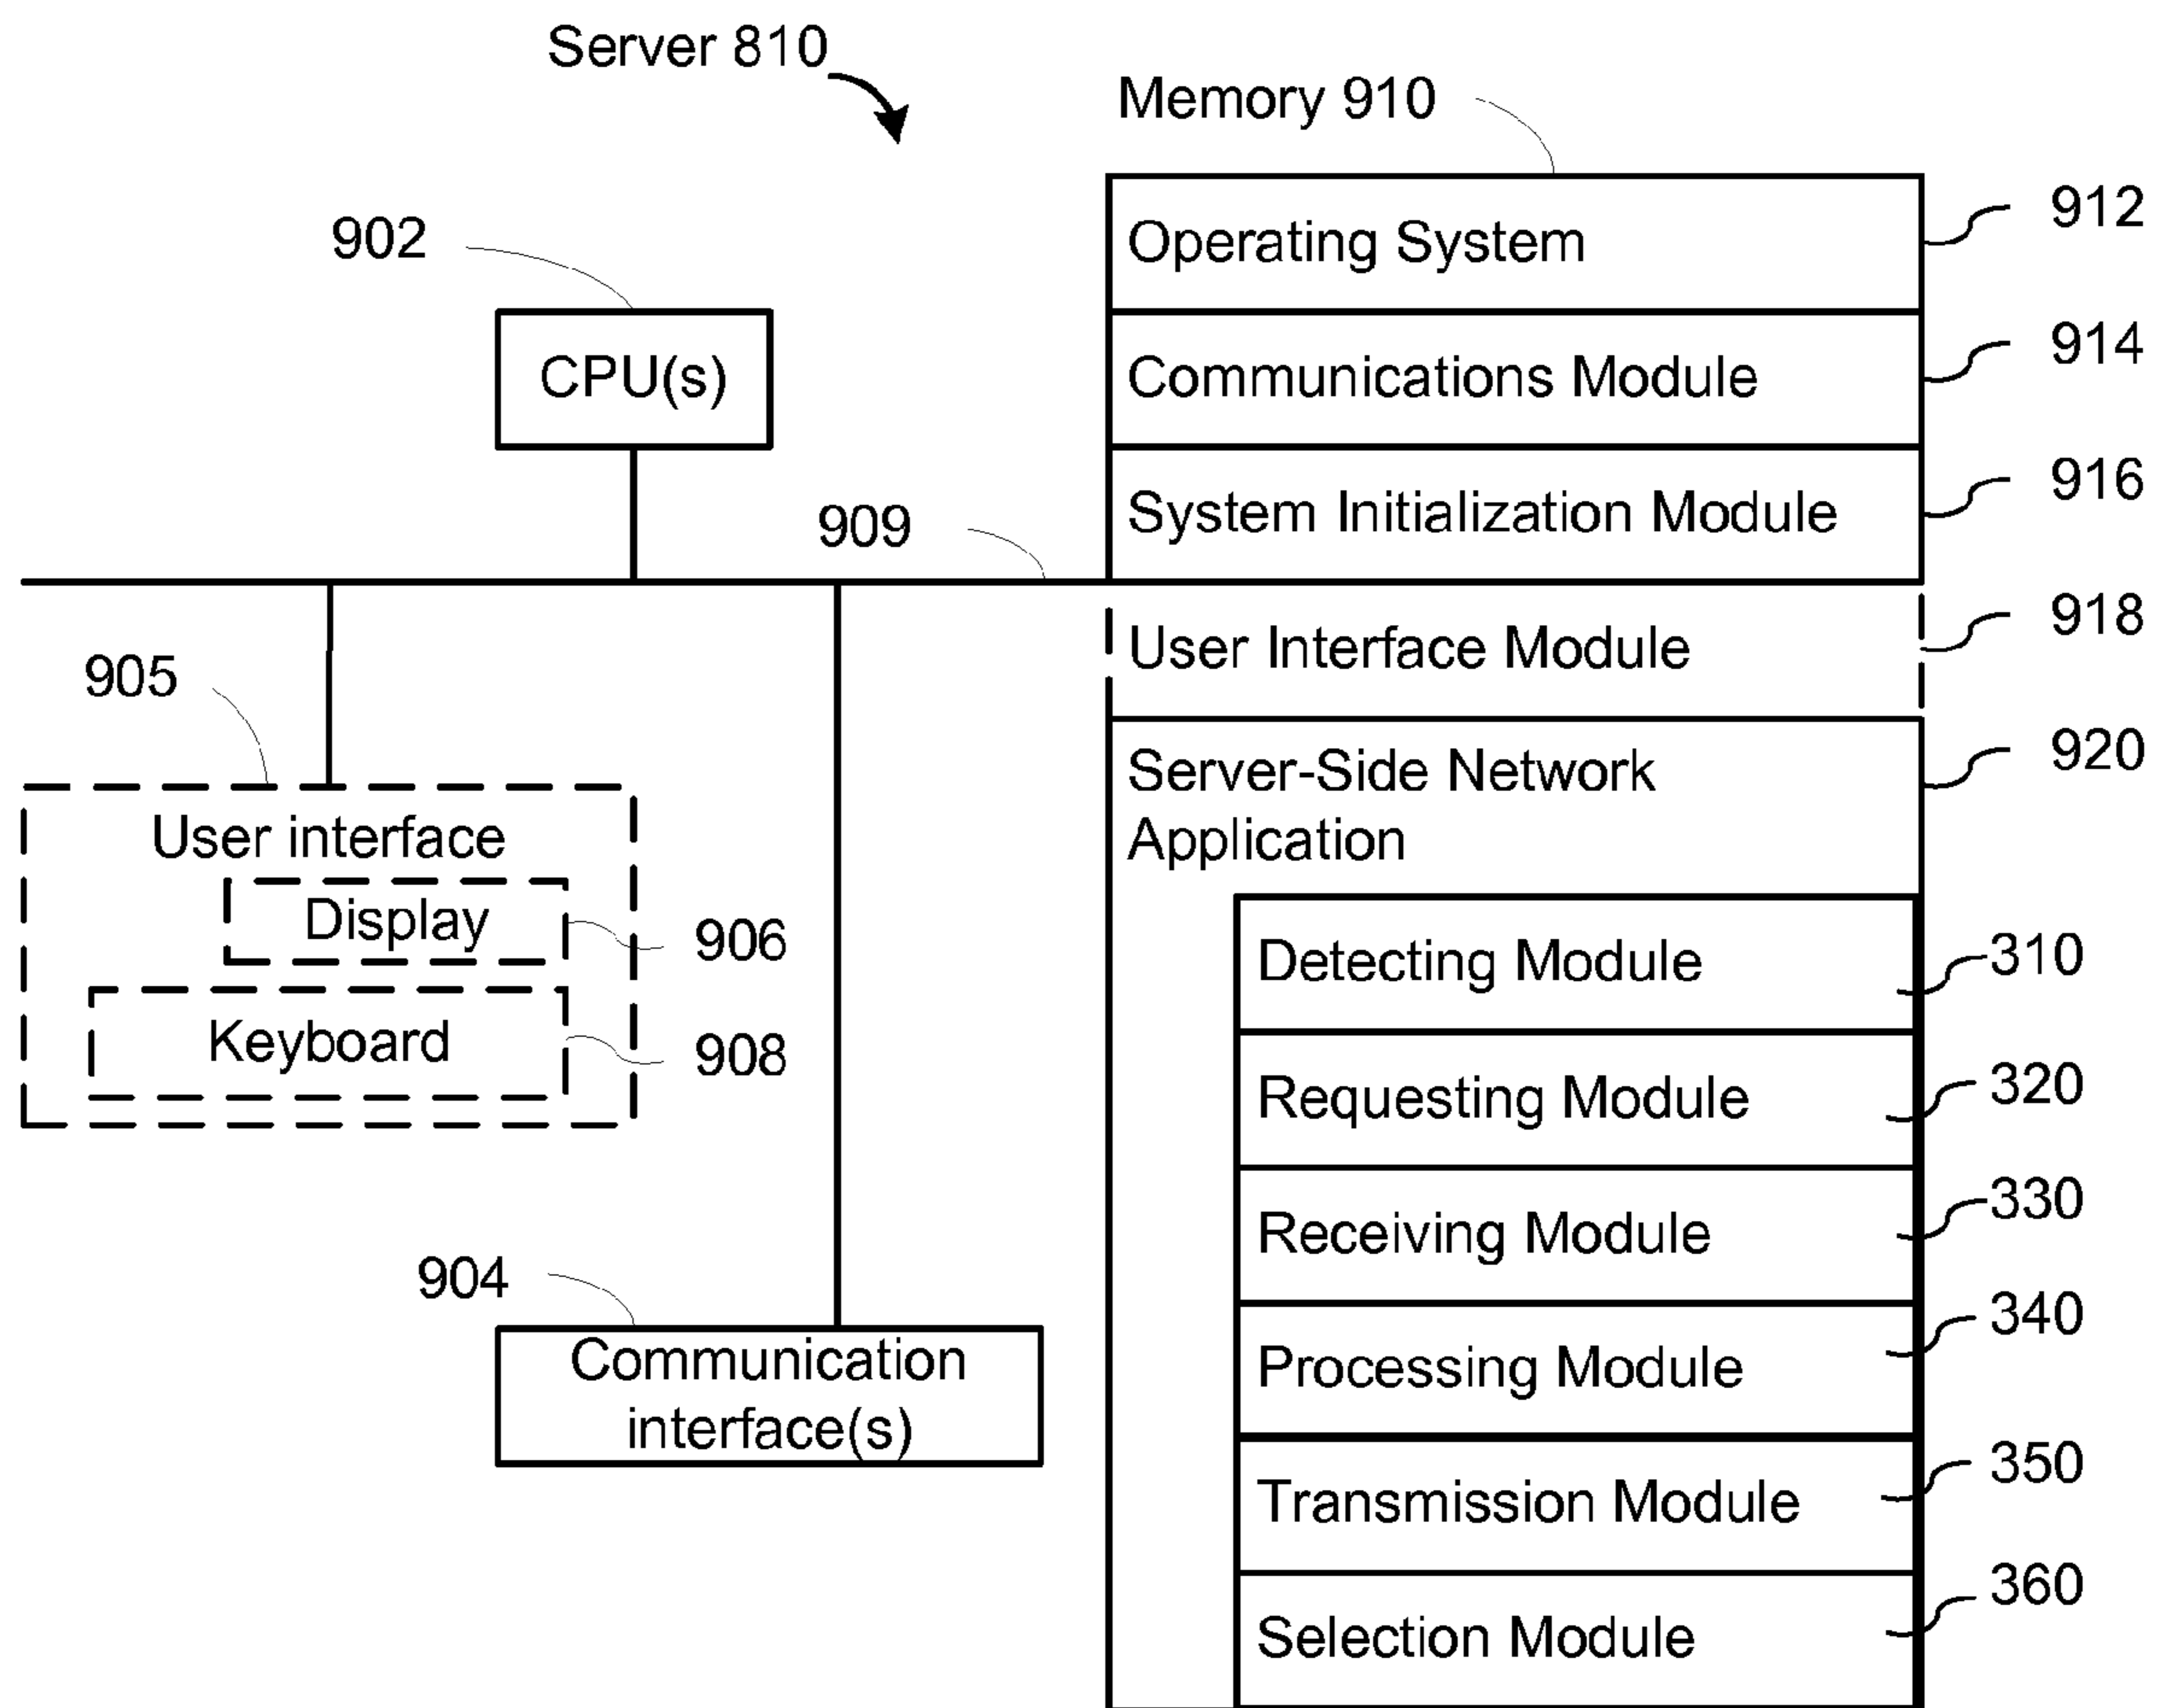 Server 810
Memory 910
912
Operating System
902
914
CPU(s)
Communications Module
916
System Initialization Module
909
918
User Interface Module
905
920
Server-Side Network
Application
User interface
Display
906
Detecting Module
310
Keyboard
908
Requesting Module
320
Receiving Module
330
904
Communication
interface(s)
Processing Module
340
Transmission Module
350
Selection Module
360